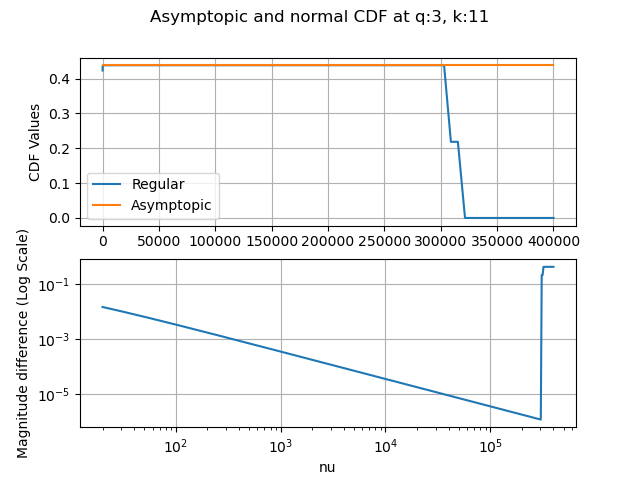 Asymptopic and normal CDF at q:3, k:11
CDF Values
0.4
0.3
0.2
0.1
0.0
Regular
Asymptopic
0 50000 100000 150000 200000 250000 300000 350000 400000
Magnitude difference (Log Scale)
10⁻¹
10⁻³
10⁻⁵
10² 10³ 10⁴ 10⁵
nu